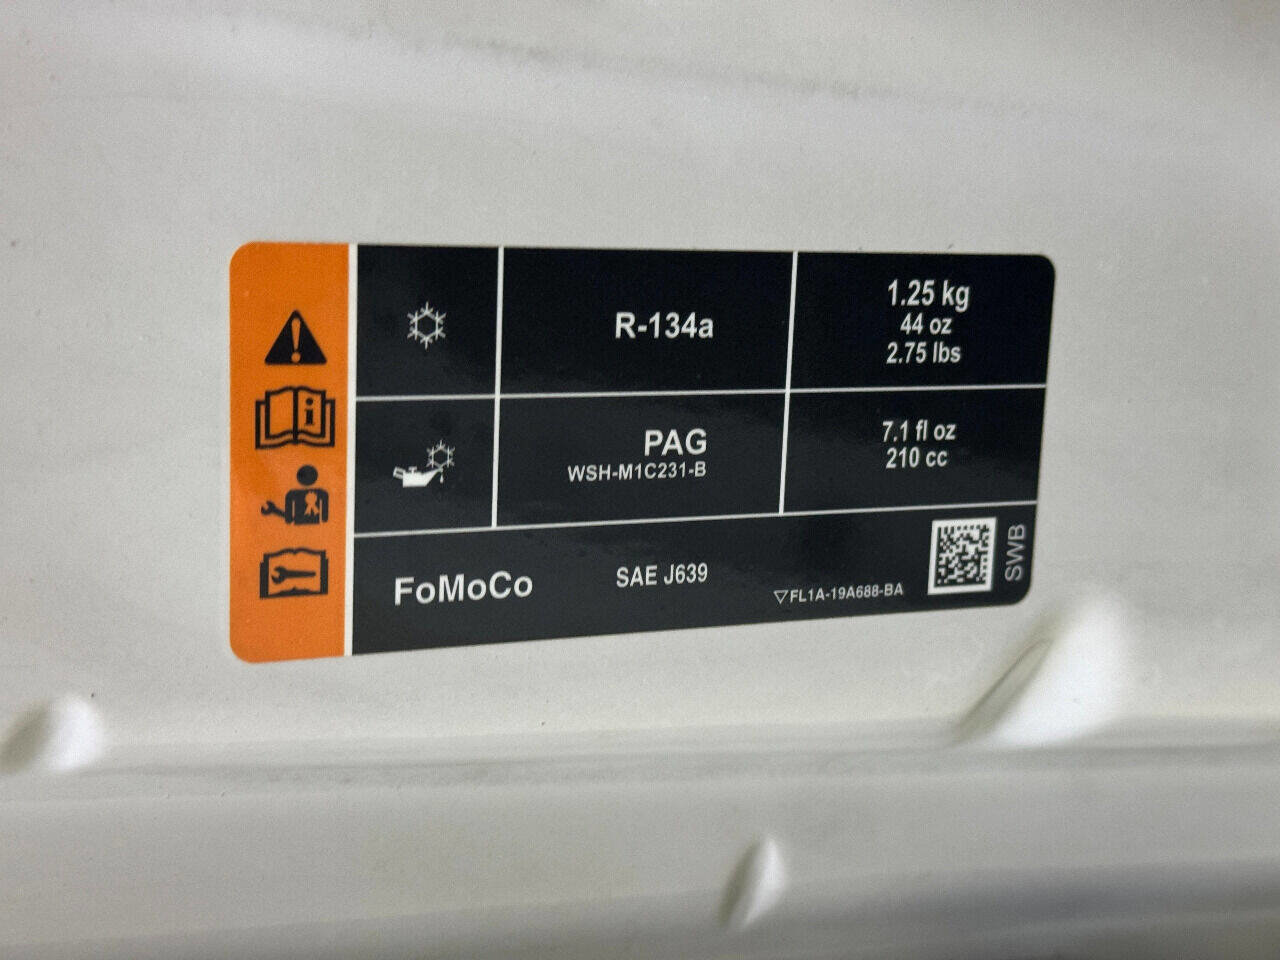 R-134a
1.25 kg
44 oz
2.75 lbs
PAG
WSH-M1C231-B
7.1 fl oz
210 cc
FoMoCo
SAE J639
FL1A-19A688-BA
SWB